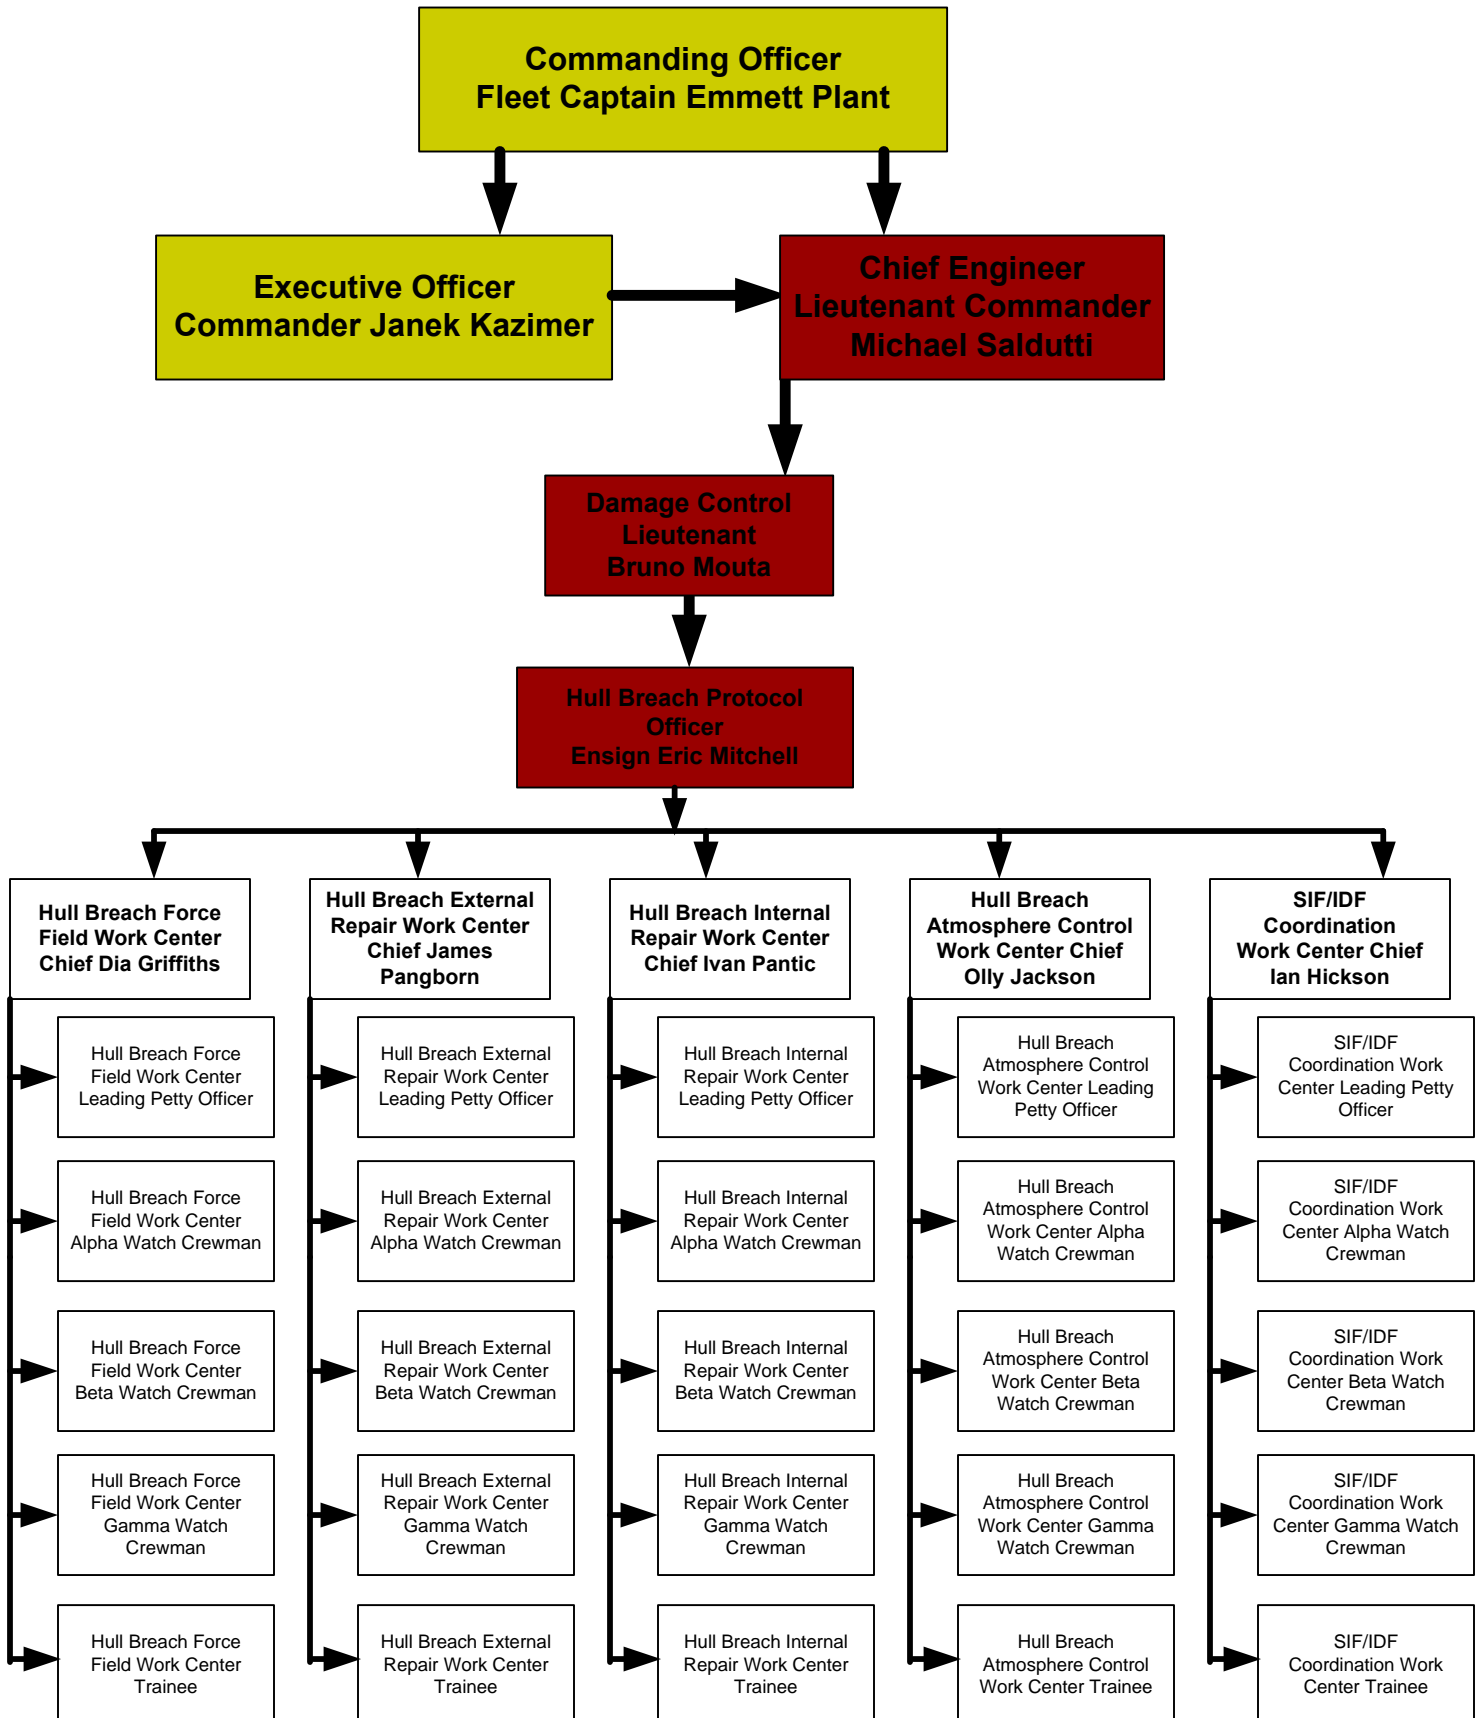 Commanding Officer
Fleet Captain Emmett Plant
Executive Officer
Commander Janek Kazimer
Chief Engineer
Lieutenant Commander
Michael Saldutti
Damage Control
Lieutenant
Bruno Mouta
Hull Breach Protocol
Officer
Ensign Eric Mitchell
Hull Breach Force
Field Work Center
Chief Dia Griffiths
Hull Breach External
Repair Work Center
Chief James
Pangborn
Hull Breach Internal
Repair Work Center
Chief Ivan Pantic
Hull Breach
Atmosphere Control
Work Center Chief
Olly Jackson
SIF/IDF
Coordination
Work Center Chief
Ian Hickson
Hull Breach Force
Field Work Center
Leading Petty Officer
Hull Breach External
Repair Work Center
Leading Petty Officer
Hull Breach Internal
Repair Work Center
Leading Petty Officer
Hull Breach
Atmosphere Control
Work Center Leading
Petty Officer
SIF/IDF
Coordination Work
Center Leading Petty
Officer
Hull Breach Force
Field Work Center
Alpha Watch Crewman
Hull Breach External
Repair Work Center
Alpha Watch Crewman
Hull Breach Internal
Repair Work Center
Alpha Watch Crewman
Hull Breach
Atmosphere Control
Work Center Alpha
Watch Crewman
SIF/IDF
Coordination Work
Center Alpha Watch
Crewman
Hull Breach Force
Field Work Center
Beta Watch Crewman
Hull Breach External
Repair Work Center
Beta Watch Crewman
Hull Breach Internal
Repair Work Center
Beta Watch Crewman
Hull Breach
Atmosphere Control
Work Center Beta
Watch Crewman
SIF/IDF
Coordination Work
Center Beta Watch
Crewman
Hull Breach Force
Field Work Center
Gamma Watch
Crewman
Hull Breach External
Repair Work Center
Gamma Watch
Crewman
Hull Breach Internal
Repair Work Center
Gamma Watch
Crewman
Hull Breach
Atmosphere Control
Work Center Gamma
Watch Crewman
SIF/IDF
Coordination Work
Center Gamma Watch
Crewman
Hull Breach Force
Field Work Center
Trainee
Hull Breach External
Repair Work Center
Trainee
Hull Breach Internal
Repair Work Center
Trainee
Hull Breach
Atmosphere Control
Work Center Trainee
SIF/IDF
Coordination Work
Center Trainee